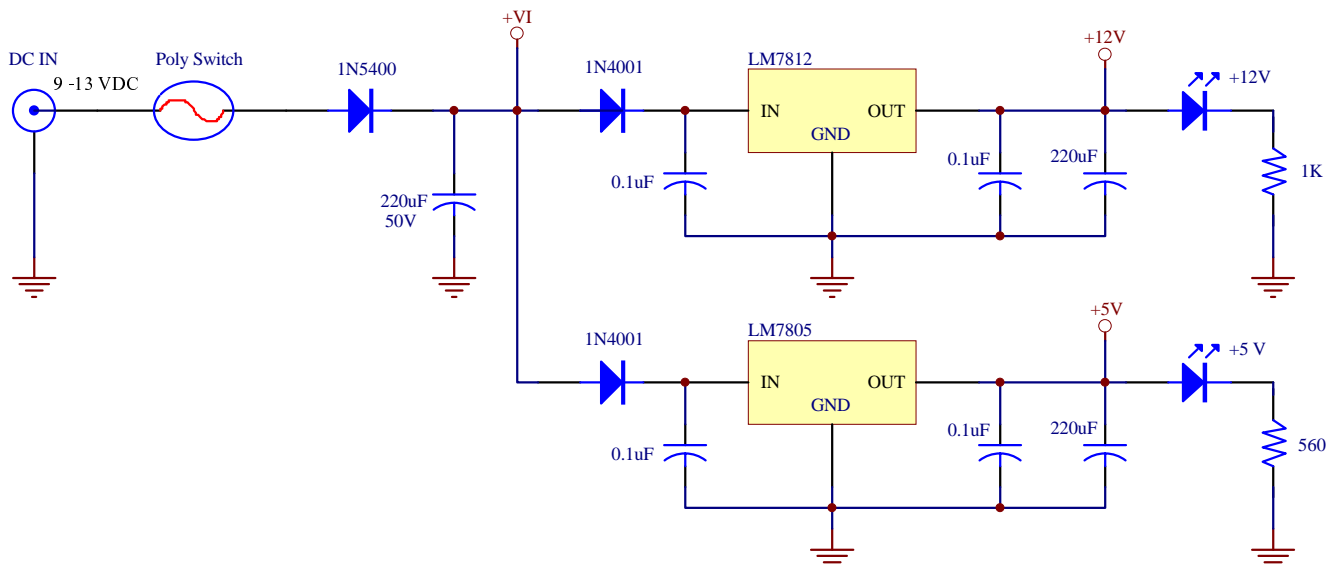 +VI
DC IN
9 -13 VDC
Poly Switch
1N5400
220uF
50V
1N4001
0.1uF
LM7812
IN
OUT
GND
0.1uF
220uF
+12V
+12V
1K
1N4001
0.1uF
LM7805
IN
OUT
GND
0.1uF
220uF
+5V
+5 V
560